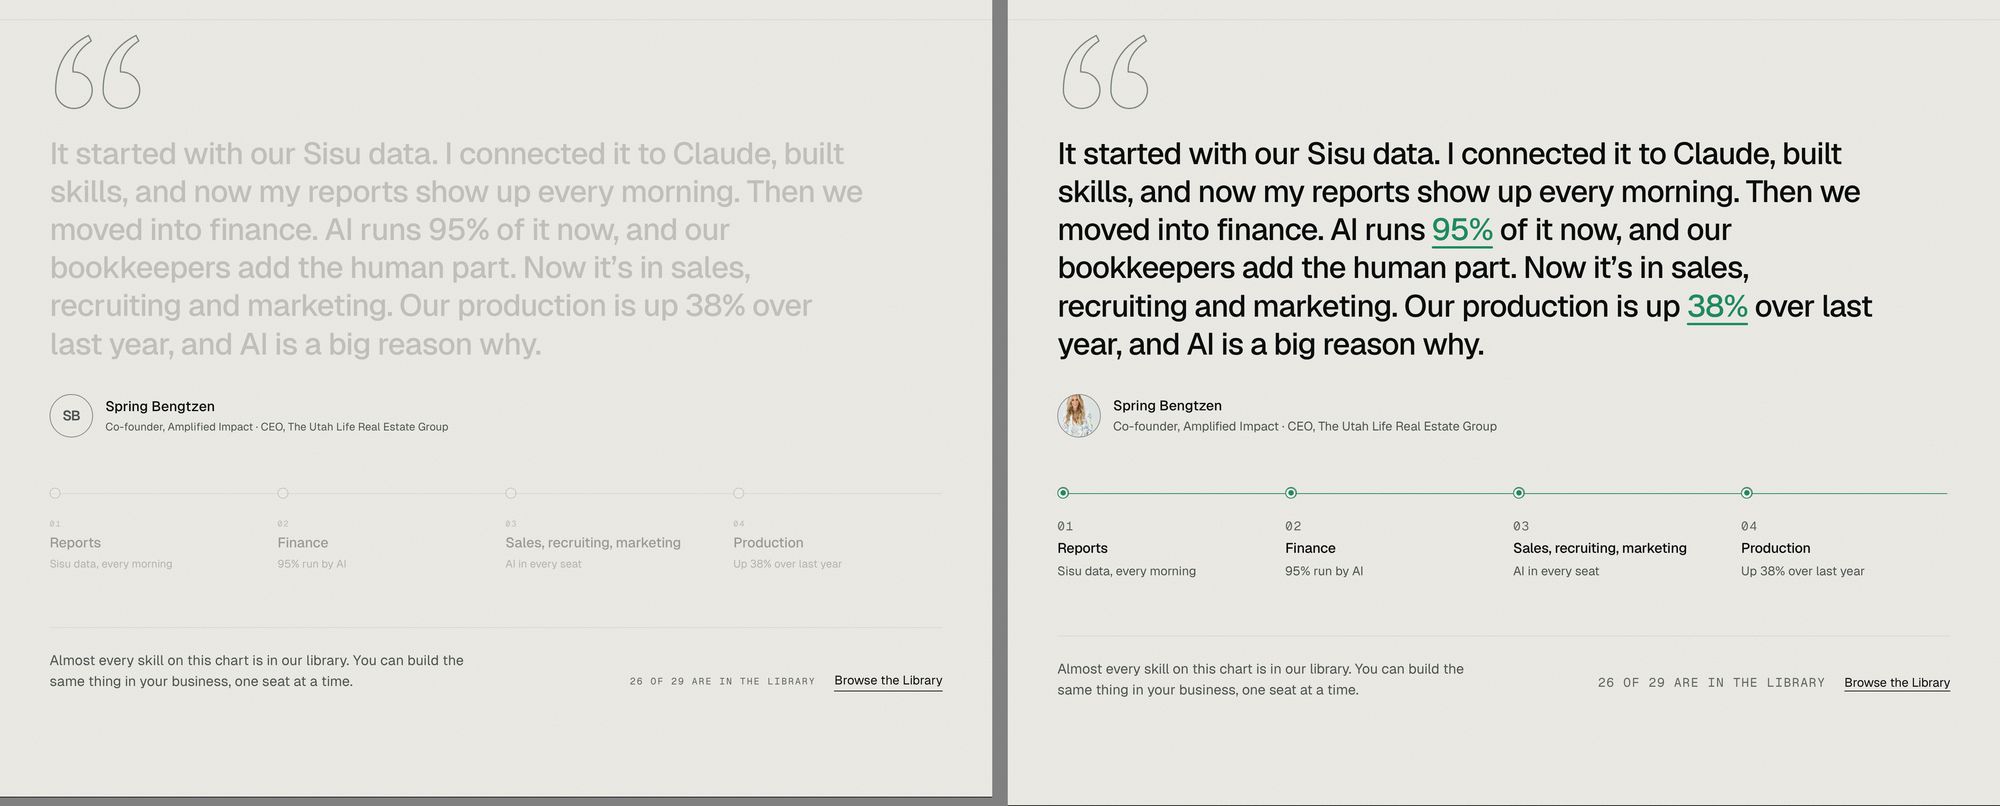 “
It started with our Sisu data. I connected it to Claude, built
skills, and now my reports show up every morning. Then we
moved into finance. AI runs 95% of it now, and our
bookkeepers add the human part. Now it’s in sales,
recruiting and marketing. Our production is up 38% over
last year, and AI is a big reason why.
SB
Spring Bengtzen
Co-founder, Amplified Impact · CEO, The Utah Life Real Estate Group
01
Reports
Sisu data, every morning
02
Finance
95% run by AI
03
Sales, recruiting, marketing
AI in every seat
04
Production
Up 38% over last year
Almost every skill on this chart is in our library. You can build the
same thing in your business, one seat at a time.
26 OF 29 ARE IN THE LIBRARY
Browse the Library
“
It started with our Sisu data. I connected it to Claude, built
skills, and now my reports show up every morning. Then we
moved into finance. AI runs 95% of it now, and our
bookkeepers add the human part. Now it’s in sales,
recruiting and marketing. Our production is up 38% over last
year, and AI is a big reason why.
Spring Bengtzen
Co-founder, Amplified Impact · CEO, The Utah Life Real Estate Group
01
Reports
Sisu data, every morning
02
Finance
95% run by AI
03
Sales, recruiting, marketing
AI in every seat
04
Production
Up 38% over last year
Almost every skill on this chart is in our library. You can build the
same thing in your business, one seat at a time.
26 OF 29 ARE IN THE LIBRARY
Browse the Library